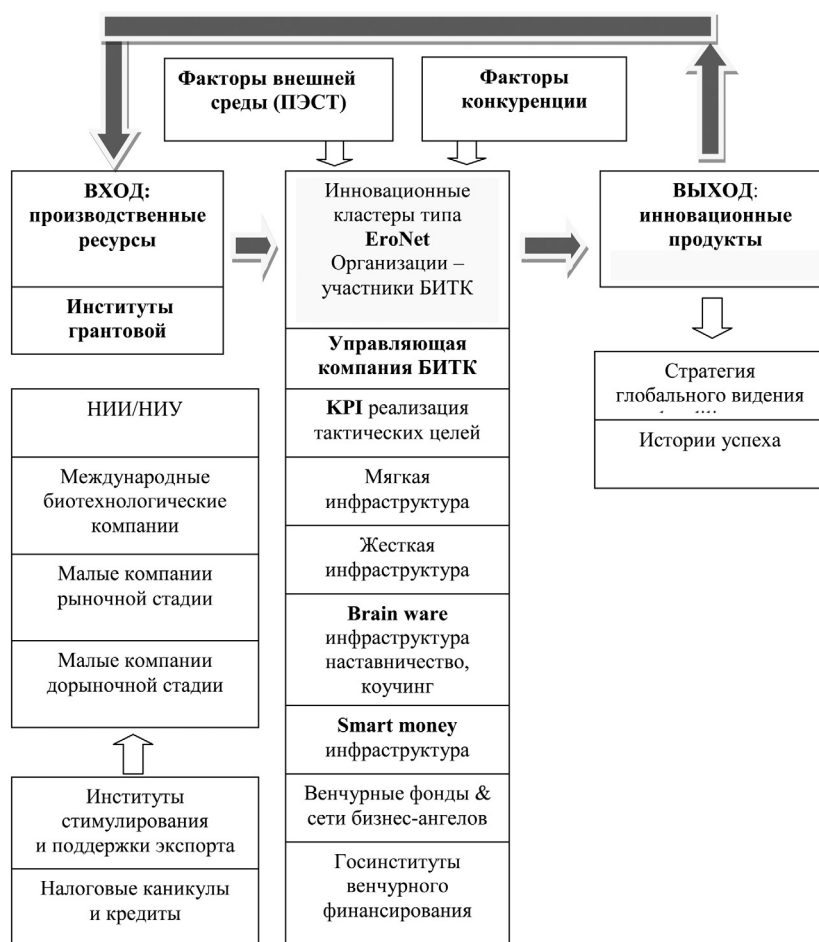 Факторы внешней
среды (ПЭСТ)
Факторы
конкуренции
ВХОД:
производственные
ресурсы
Институты
грантовой
НИИ/НИУ
Международные
биотехнологические
компании
Малые компании
рыночной стадии
Малые компании
дорыночной стадии
Институты
стимулирования
и поддержки экспорта
Налоговые каникулы
и кредиты
Инновационные
кластеры типа
EroNet
Организации –
участники БИТК
Управляющая
компания БИТК
KPI реализация
тактических целей
Мягкая
инфраструктура
Жесткая
инфраструктура
Brain ware
инфраструктура
наставничество,
коучинг
Smart money
инфраструктура
Венчурные фонды &
сети бизнес-ангелов
Госинституты
венчурного
финансирования
ВЫХОД:
инновационные
продукты
Стратегия
глобального видения
Истории успеха